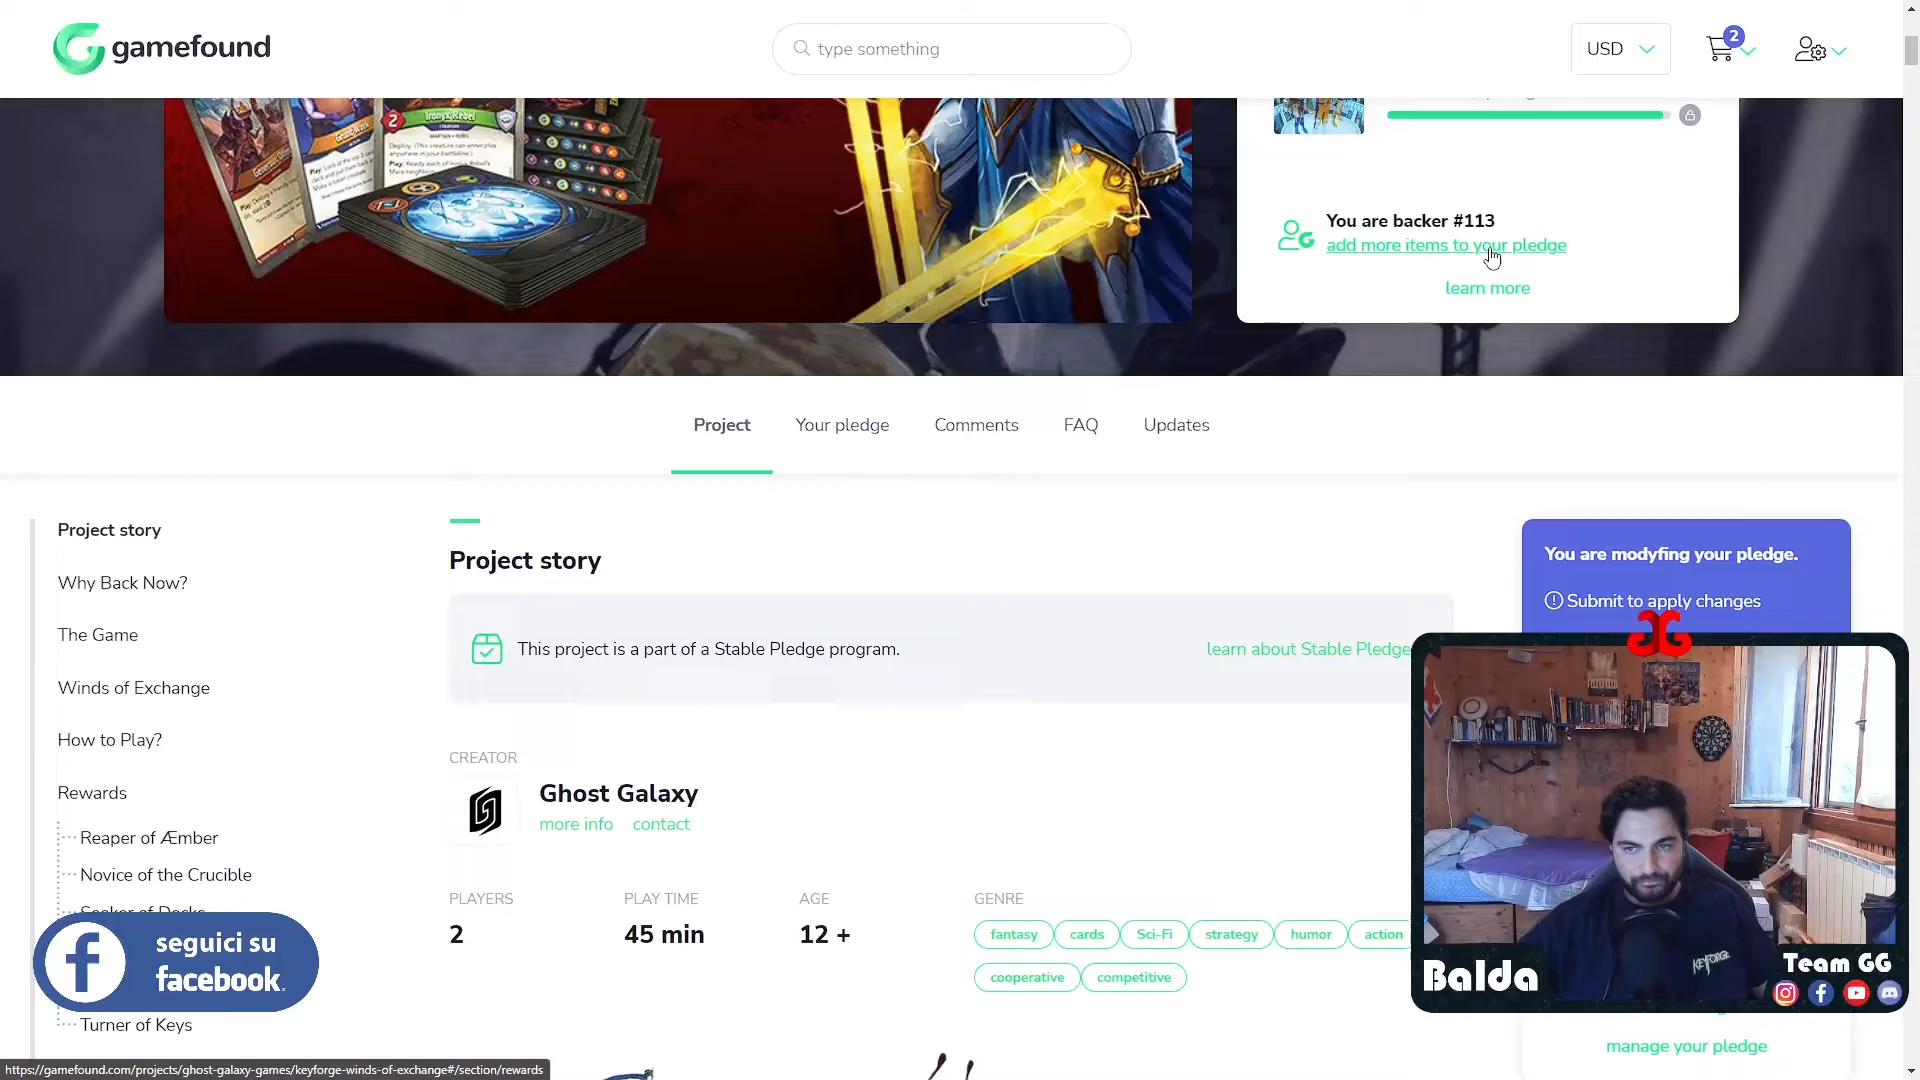 gamefound
type something
USD
2
2
Ironyx Rebel
CREATURE
You are backer #113
add more items to your pledge
learn more
Project
Your pledge
Comments
FAQ
Updates
Project story
Why Back Now?
The Game
Winds of Exchange
How to Play?
Rewards
Reaper of Æmber
Novice of the Crucible
Turner of Keys
Project story
This project is a part of a Stable Pledge program.
learn about Stable Pledge
CREATOR
Ghost Galaxy
more info contact
PLAYERS
2
PLAY TIME
45 min
AGE
12 +
GENRE
fantasy cards Sci-Fi strategy humor action
cooperative competitive
You are modyfing your pledge.
Submit to apply changes
KEYFORGE
Balda
Team GG
manage your pledge
seguici su
facebook.
https://gamefound.com/projects/ghost-galaxy-games/keyforge-winds-of-exchange#/section/rewards